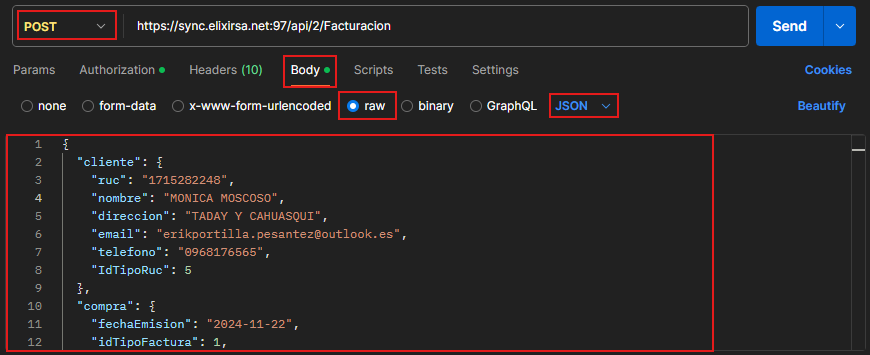 POST https://sync.elixirsa.net:97/api/2/Facturacion Send
Params Authorization Headers (10) Body Scripts Tests Settings Cookies
none form-data x-www-form-urlencoded raw binary GraphQL JSON Beautify
1 {
2 "cliente": {
3 "ruc": "1715282248",
4 "nombre": "MONICA MOSCOSO",
5 "direccion": "TADAY Y CAHUASQUI",
6 "email": "erikportilla.pesantez@outlook.es",
7 "telefono": "0968176565",
8 "IdTipoRuc": 5
9 },
10 "compra": {
11 "fechaEmision": "2024-11-22",
12 "idTipoFactura": 1,